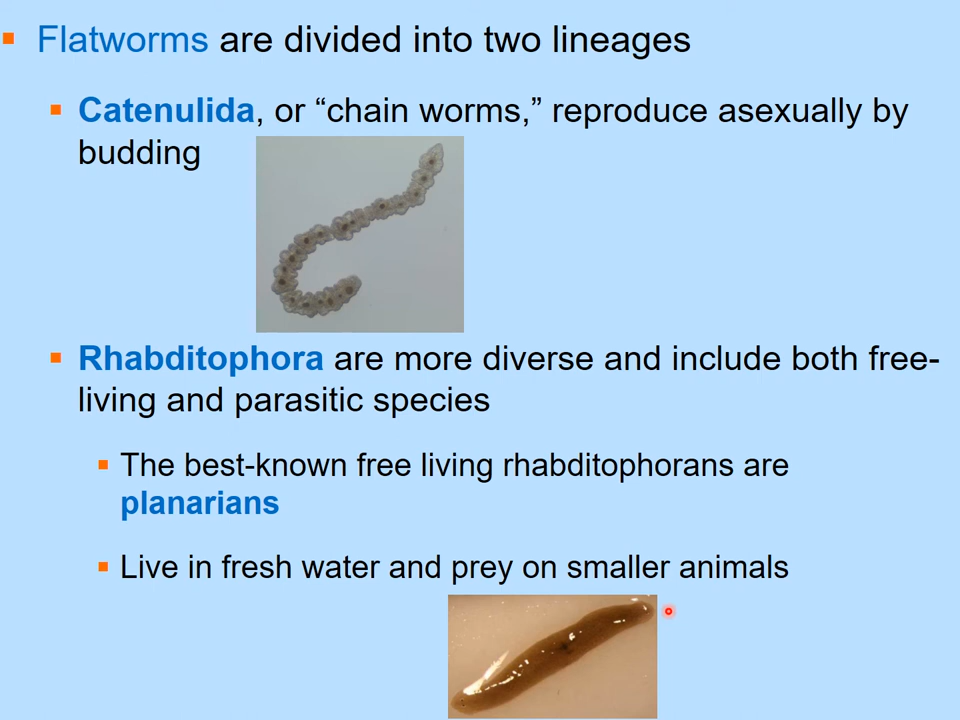 Flatworms are divided into two lineages
Catenulida, or “chain worms,” reproduce asexually by
budding
Rhabditophora are more diverse and include both free-
living and parasitic species
The best-known free living rhabditophorans are
planarians
Live in fresh water and prey on smaller animals